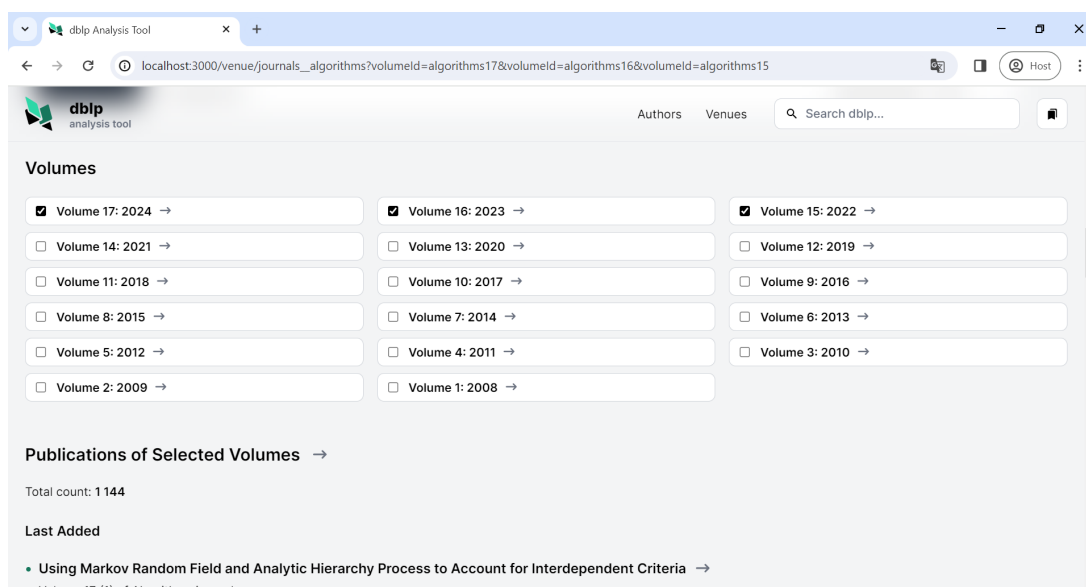 dblp Analysis Tool
localhost:3000/venue/journals__algorithms?volumeId=algorithms17&volumeId=algorithms16&volumeId=algorithms15
Host
dblp
analysis tool
Authors Venues Search dblp...
Volumes
Volume 17: 2024 → Volume 16: 2023 → Volume 15: 2022 →
Volume 14: 2021 → Volume 13: 2020 → Volume 12: 2019 →
Volume 11: 2018 → Volume 10: 2017 → Volume 9: 2016 →
Volume 8: 2015 → Volume 7: 2014 → Volume 6: 2013 →
Volume 5: 2012 → Volume 4: 2011 → Volume 3: 2010 →
Volume 2: 2009 → Volume 1: 2008 →
Publications of Selected Volumes →
Total count: 1 144
Last Added
• Using Markov Random Field and Analytic Hierarchy Process to Account for Interdependent Criteria →